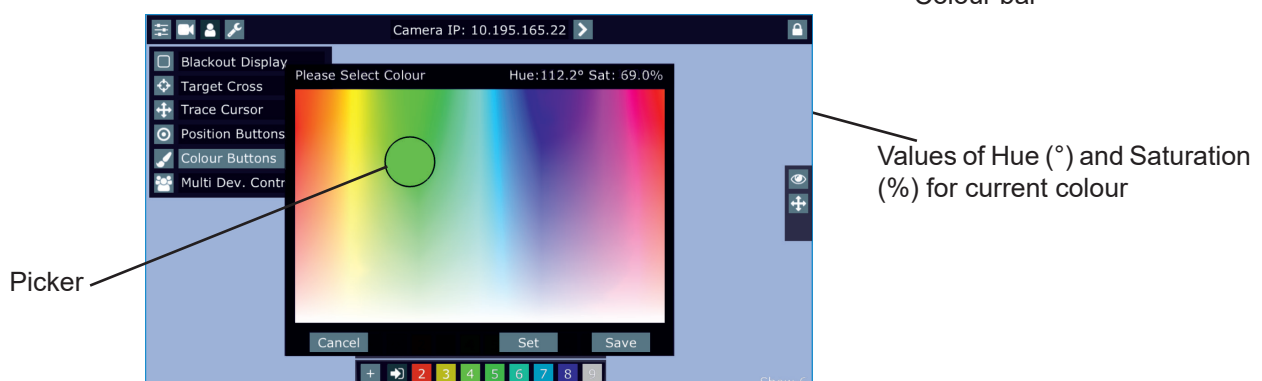 Colour bar
Camera IP: 10.195.165.22
Blackout Display
Please Select Colour Hue:112.2° Sat: 69.0%
Target Cross
Trace Cursor
Position Buttons
Colour Buttons
Multi Dev. Contr
Values of Hue (°) and Saturation
(%) for current colour
Picker
Cancel Set Save
+ 2 3 4 5 6 7 8 9